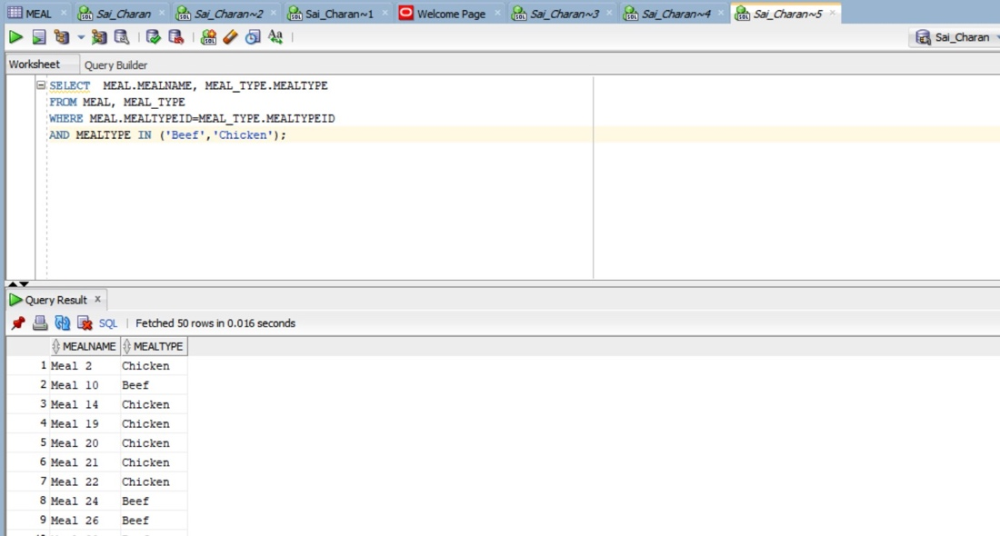 MEAL Sai_Charan Sai_Charan~2 Sai_Charan~1 Welcome Page Sai_Charan~3 Sai_Charan~4 Sai_Charan~5
Sai_Charan
Worksheet Query Builder
SELECT MEAL.MEALNAME, MEAL_TYPE.MEALTYPE
FROM MEAL, MEAL_TYPE
WHERE MEAL.MEALTYPEID=MEAL_TYPE.MEALTYPEID
AND MEALTYPE IN ('Beef','Chicken');
Query Result x
SQL | Fetched 50 rows in 0.016 seconds
MEALNAME MEALTYPE
1 Meal 2 Chicken
2 Meal 10 Beef
3 Meal 14 Chicken
4 Meal 19 Chicken
5 Meal 20 Chicken
6 Meal 21 Chicken
7 Meal 22 Chicken
8 Meal 24 Beef
9 Meal 26 Beef